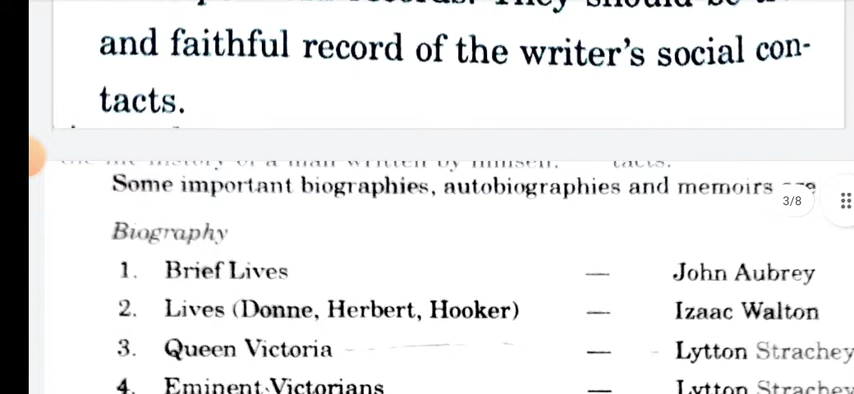 and faithful record of the writer's social con-
tacts.
tacts.
Some important biographies, autobiographies and memoirs
3/8
Biography
1. Brief Lives — John Aubrey
2. Lives (Donne, Herbert, Hooker) — Izaac Walton
3. Queen Victoria — Lytton Strachey
4. Eminent Victorians — Lytton Strachey